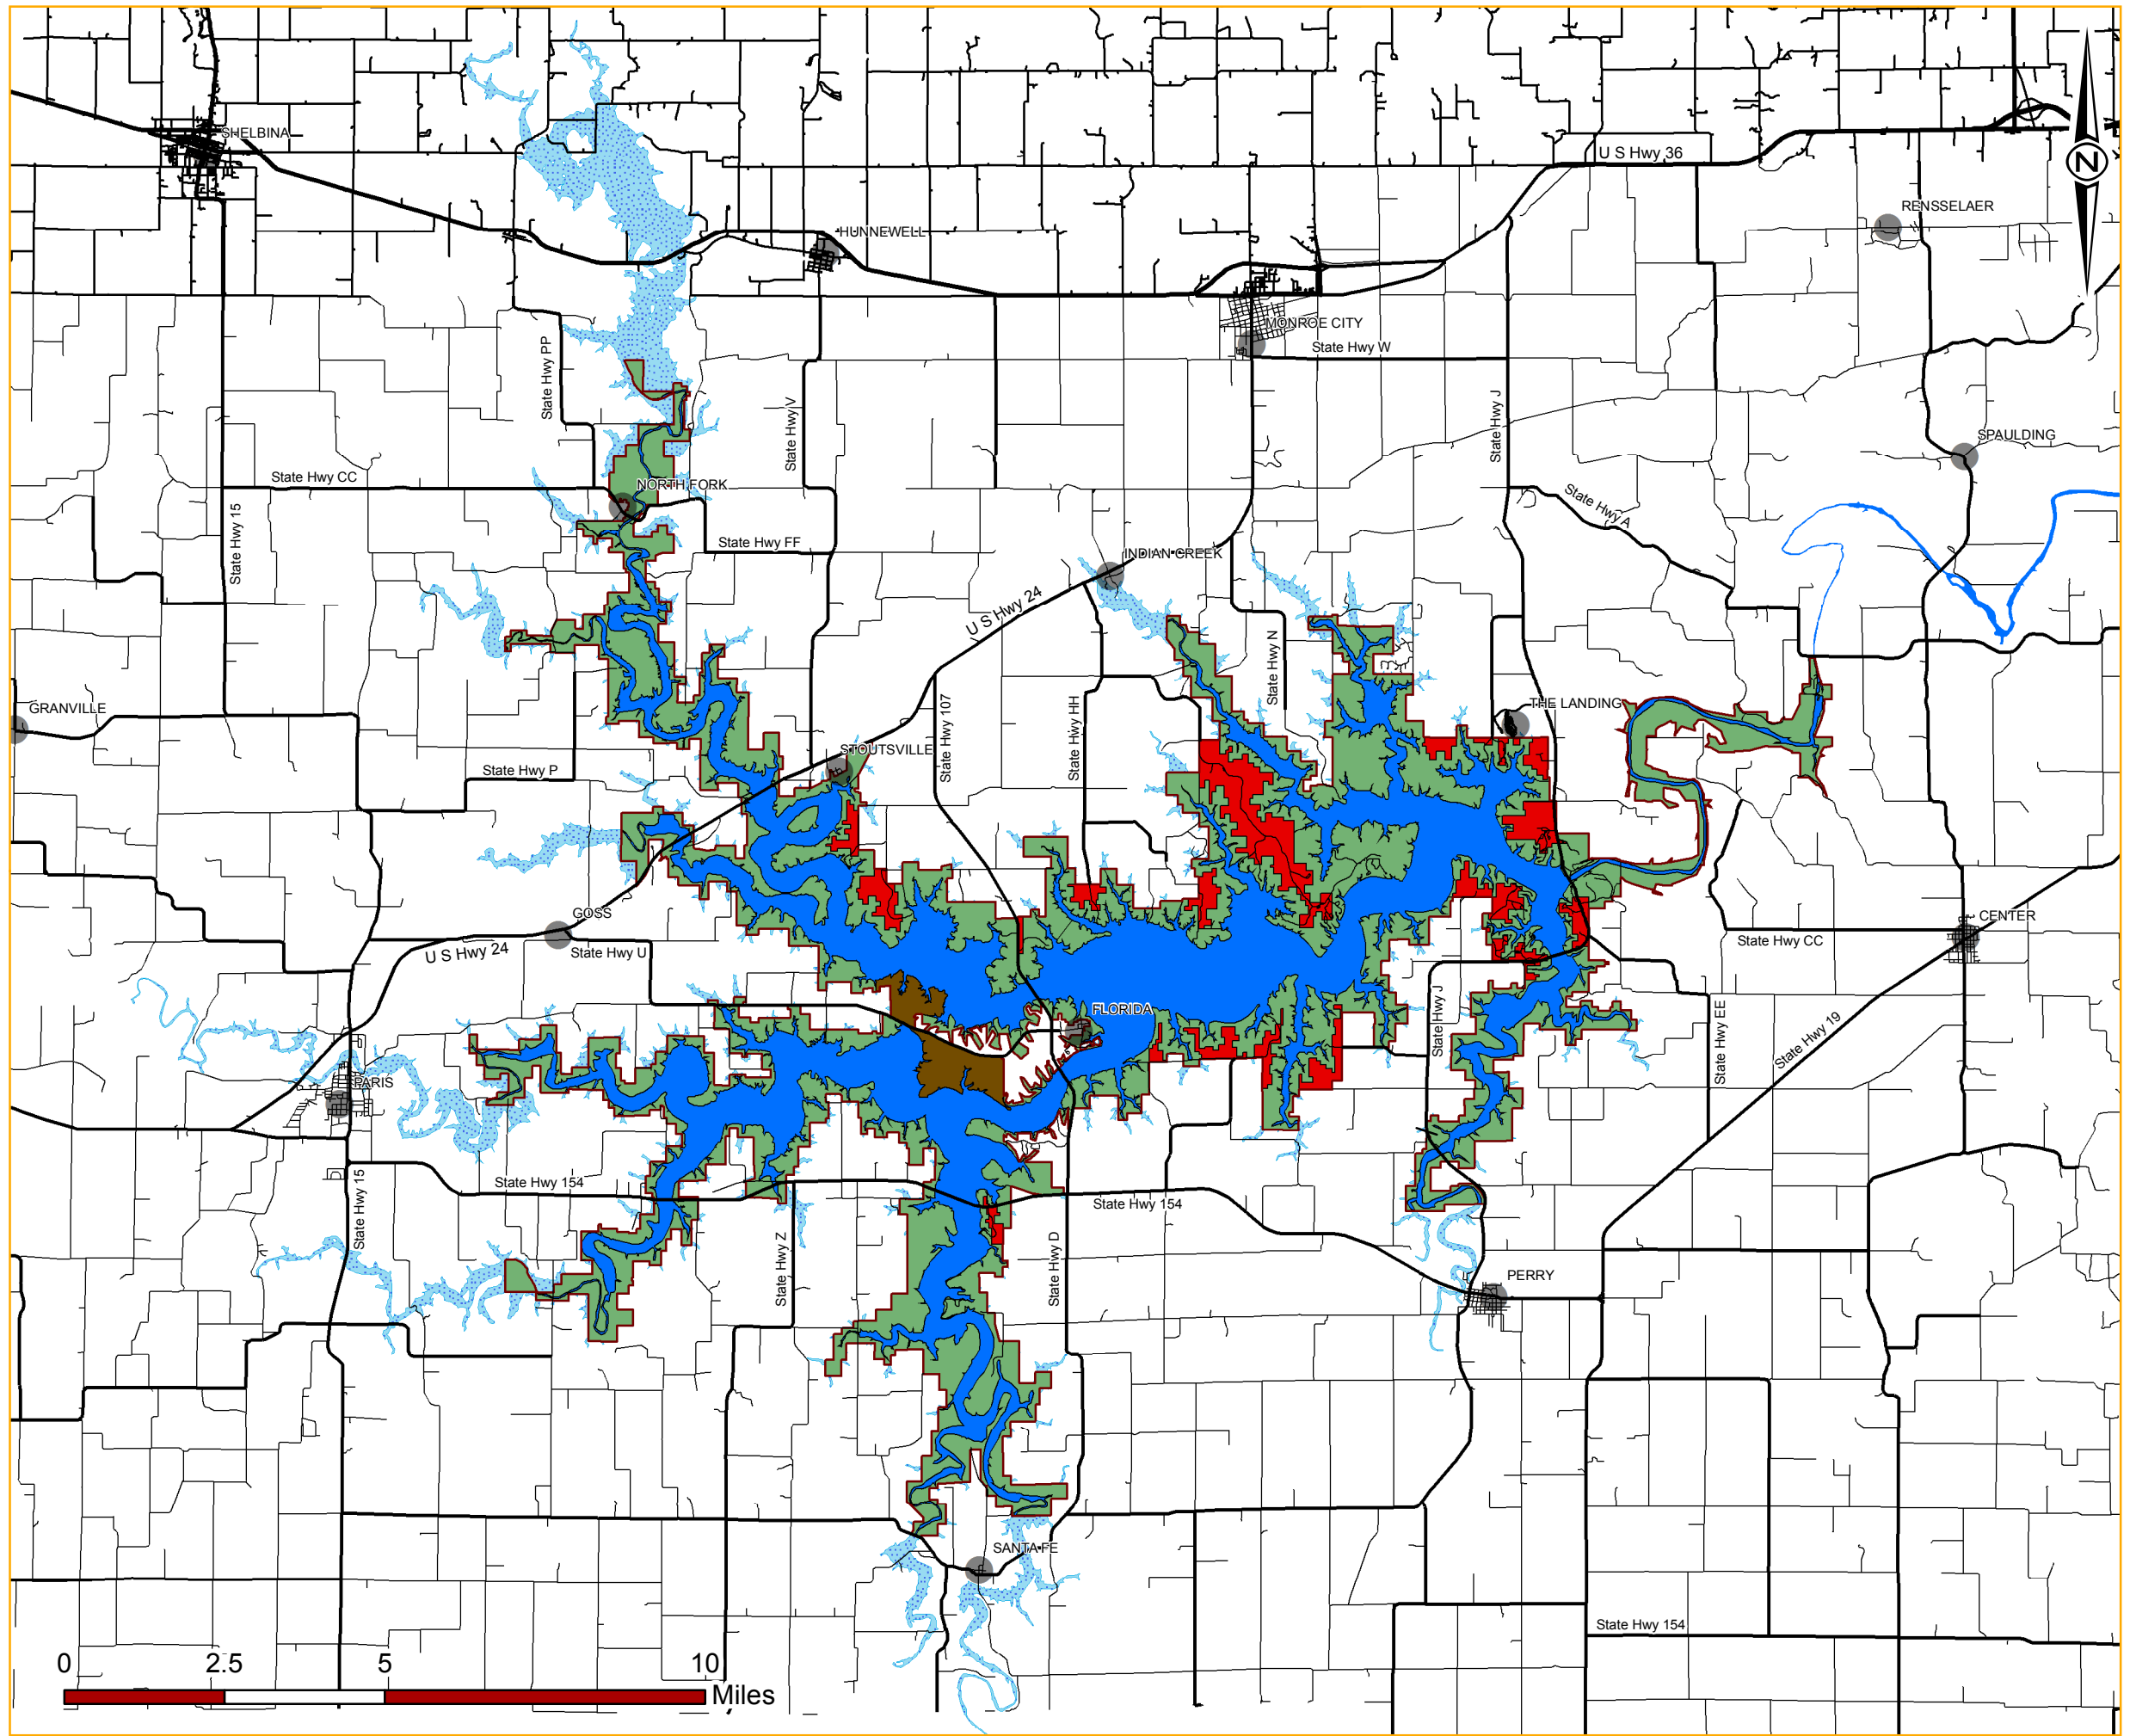 SHELBINA
U S Hwy 36
N
RENSSELAER
HUNNEWELL
MONROE CITY
State Hwy W
State Hwy PP
State Hwy V
State Hwy J
SPAULDING
State Hwy CC
NORTH FORK
State Hwy A
State Hwy 15
State Hwy FF
INDIAN CREEK
U S Hwy 24
State Hwy N
GRANVILLE
THE LANDING
State Hwy 107
State Hwy HH
STOUTSVILLE
State Hwy P
GOSS
CENTER
U S Hwy 24
State Hwy U
State Hwy CC
FLORIDA
State Hwy J
State Hwy EE
State Hwy 19
PARIS
State Hwy 15
State Hwy 154
State Hwy 154
State Hwy Z
State Hwy D
PERRY
SANTA FE
State Hwy 154
0 2.5 5 10
Miles